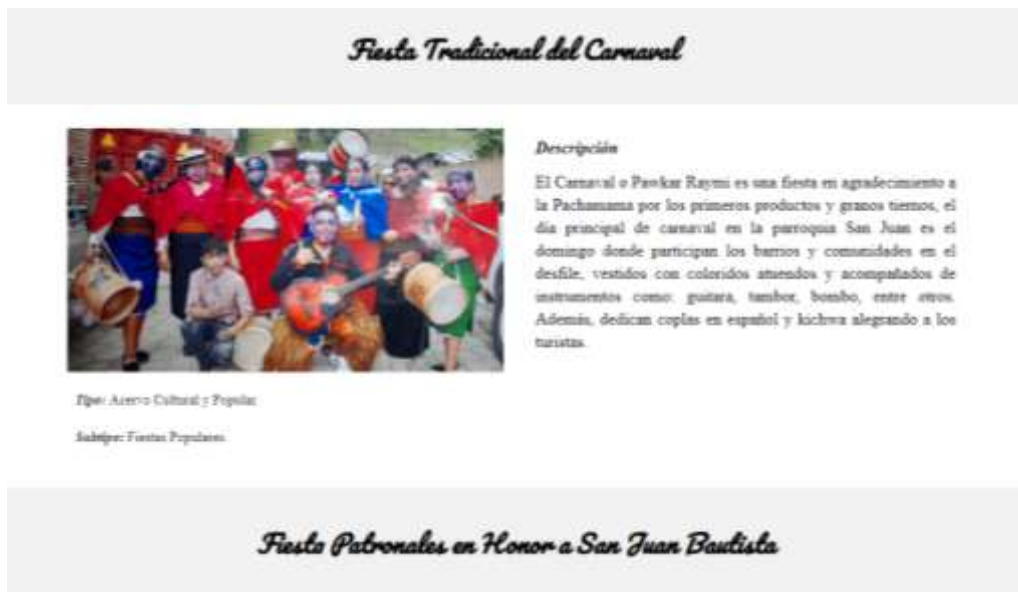 Fiesta Tradicional del Carnaval
Descripción
El Carnaval o Pawkar Raymi es una fiesta en agradecimiento a
la Pachamama por los primeros productos y granos tiernos, el
día principal de carnaval en la parroquia San Juan es el
domingo donde participan los barrios y comunidades en el
desfile, vestidos con coloridos atuendos y acompañados de
instrumentos como: guitara, tambor, bombo, entre otros.
Además, dedican coplas en español y kichwa alegrando a los
turistas.
Tipo: Acervo Cultural y Popular
Subtipo: Fiestas Populares
Fiesta Patronales en Honor a San Juan Bautista